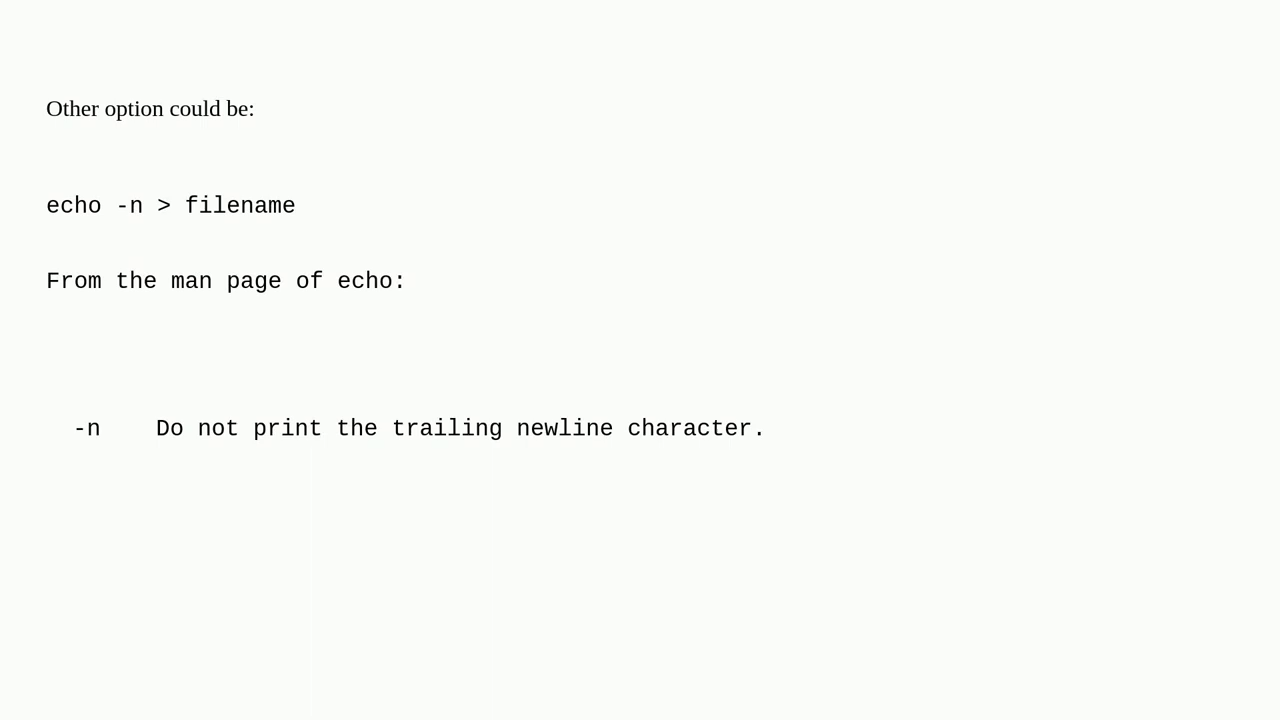 Other option could be:
echo -n > filename
From the man page of echo:
-n    Do not print the trailing newline character.